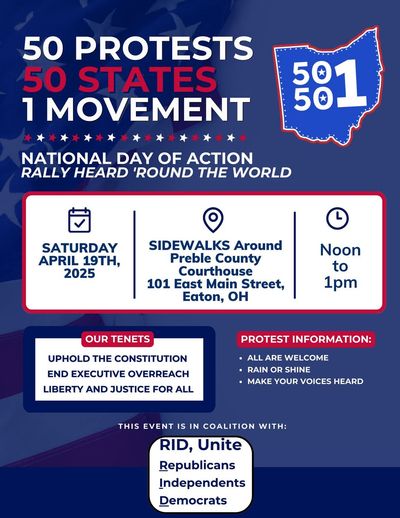 50 PROTESTS
50 STATES
1 MOVEMENT
50
50
1
NATIONAL DAY OF ACTION
RALLY HEARD 'ROUND THE WORLD
SATURDAY
APRIL 19TH,
2025
SIDEWALKS Around
Preble County
Courthouse
101 East Main Street,
Eaton, OH
Noon
to
1pm
OUR TENETS
UPHOLD THE CONSTITUTION
END EXECUTIVE OVERREACH
LIBERTY AND JUSTICE FOR ALL
PROTEST INFORMATION:
• ALL ARE WELCOME
• RAIN OR SHINE
• MAKE YOUR VOICES HEARD
THIS EVENT IS IN COALITION WITH:
RID, Unite
Republicans
Independents
Democrats